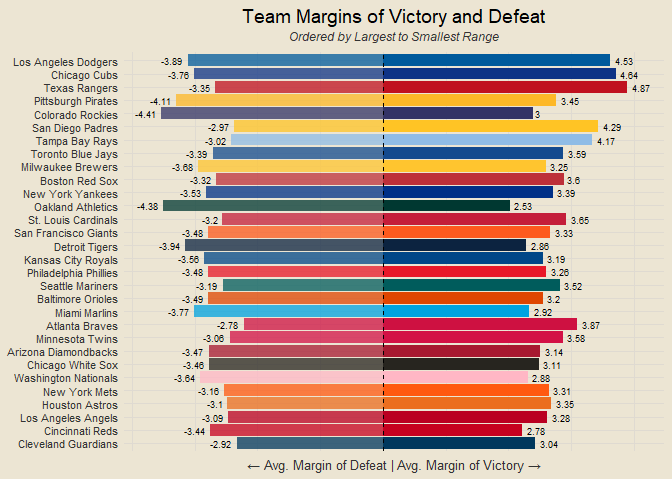 Team Margins of Victory and Defeat
Ordered by Largest to Smallest Range
Los Angeles Dodgers -3.89 4.53
Chicago Cubs -3.76 4.64
Texas Rangers -3.35 4.87
Pittsburgh Pirates -4.11 3.45
Colorado Rockies -4.41 3
San Diego Padres -2.97 4.29
Tampa Bay Rays -3.02 4.17
Toronto Blue Jays -3.39 3.59
Milwaukee Brewers -3.68 3.25
Boston Red Sox -3.32 3.6
New York Yankees -3.53 3.39
Oakland Athletics -4.38 2.53
St. Louis Cardinals -3.2 3.65
San Francisco Giants -3.48 3.33
Detroit Tigers -3.94 2.86
Kansas City Royals -3.56 3.19
Philadelphia Phillies -3.48 3.26
Seattle Mariners -3.19 3.52
Baltimore Orioles -3.49 3.2
Miami Marlins -3.77 2.92
Atlanta Braves -2.78 3.87
Minnesota Twins -3.06 3.58
Arizona Diamondbacks -3.47 3.14
Chicago White Sox -3.46 3.11
Washington Nationals -3.64 2.88
New York Mets -3.16 3.31
Houston Astros -3.1 3.35
Los Angeles Angels -3.09 3.28
Cincinnati Reds -3.44 2.78
Cleveland Guardians -2.92 3.04
← Avg. Margin of Defeat | Avg. Margin of Victory →